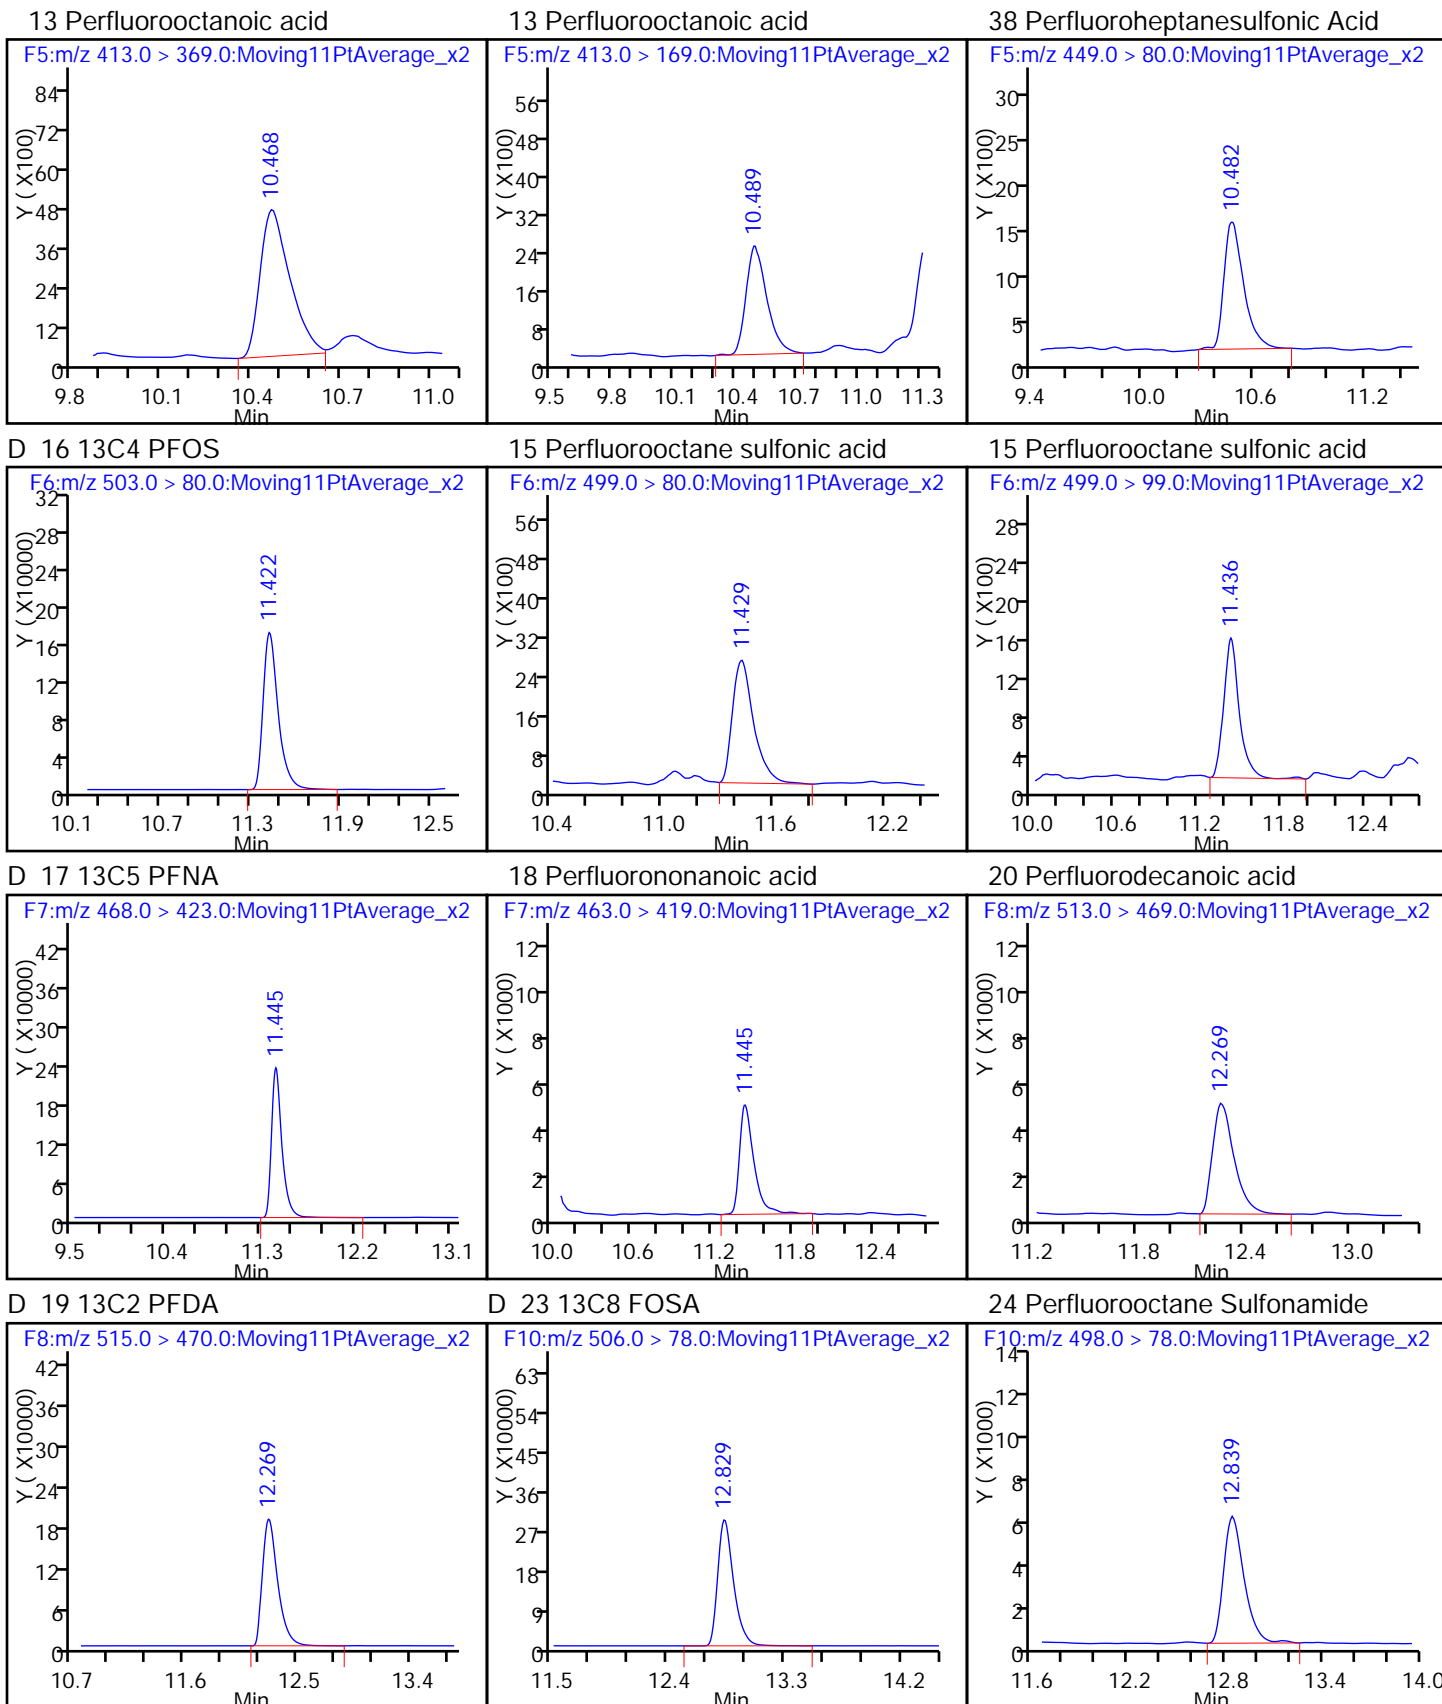 13 Perfluorooctanoic acid
F5:m/z 413.0 > 369.0:Moving11PtAverage_x2
Y ( X100)
84
72
60
48
36
24
12
0
10.468
9.8 10.1 10.4 10.7 11.0
Min
13 Perfluorooctanoic acid
F5:m/z 413.0 > 169.0:Moving11PtAverage_x2
Y ( X100)
56
48
40
32
24
16
8
0
10.489
9.5 9.8 10.1 10.4 10.7 11.0 11.3
Min
38 Perfluoroheptanesulfonic Acid
F5:m/z 449.0 > 80.0:Moving11PtAverage_x2
Y ( X100)
30
25
20
15
10
5
0
10.482
9.4 10.0 10.6 11.2
Min
D 16 13C4 PFOS
F6:m/z 503.0 > 80.0:Moving11PtAverage_x2
Y ( X10000)
32
28
24
20
16
12
8
4
0
11.422
10.1 10.7 11.3 11.9 12.5
Min
15 Perfluorooctane sulfonic acid
F6:m/z 499.0 > 80.0:Moving11PtAverage_x2
Y ( X100)
56
48
40
32
24
16
8
0
11.429
10.4 11.0 11.6 12.2
Min
15 Perfluorooctane sulfonic acid
F6:m/z 499.0 > 99.0:Moving11PtAverage_x2
Y ( X100)
28
24
20
16
12
8
4
0
11.436
10.0 10.6 11.2 11.8 12.4
Min
D 17 13C5 PFNA
F7:m/z 468.0 > 423.0:Moving11PtAverage_x2
Y ( X10000)
42
36
30
24
18
12
6
0
11.445
9.5 10.4 11.3 12.2 13.1
Min
18 Perfluorononanoic acid
F7:m/z 463.0 > 419.0:Moving11PtAverage_x2
Y ( X1000)
12
10
8
6
4
2
0
11.445
10.0 10.6 11.2 11.8 12.4
Min
20 Perfluorodecanoic acid
F8:m/z 513.0 > 469.0:Moving11PtAverage_x2
Y ( X1000)
12
10
8
6
4
2
0
12.269
11.2 11.8 12.4 13.0
Min
D 19 13C2 PFDA
F8:m/z 515.0 > 470.0:Moving11PtAverage_x2
Y ( X10000)
42
36
30
24
18
12
6
0
12.269
10.7 11.6 12.5 13.4
Min
D 23 13C8 FOSA
F10:m/z 506.0 > 78.0:Moving11PtAverage_x2
Y ( X10000)
63
54
45
36
27
18
9
0
12.829
11.5 12.4 13.3 14.2
Min
24 Perfluorooctane Sulfonamide
F10:m/z 498.0 > 78.0:Moving11PtAverage_x2
Y ( X1000)
14
12
10
8
6
4
2
0
12.839
11.6 12.2 12.8 13.4 14.0
Min